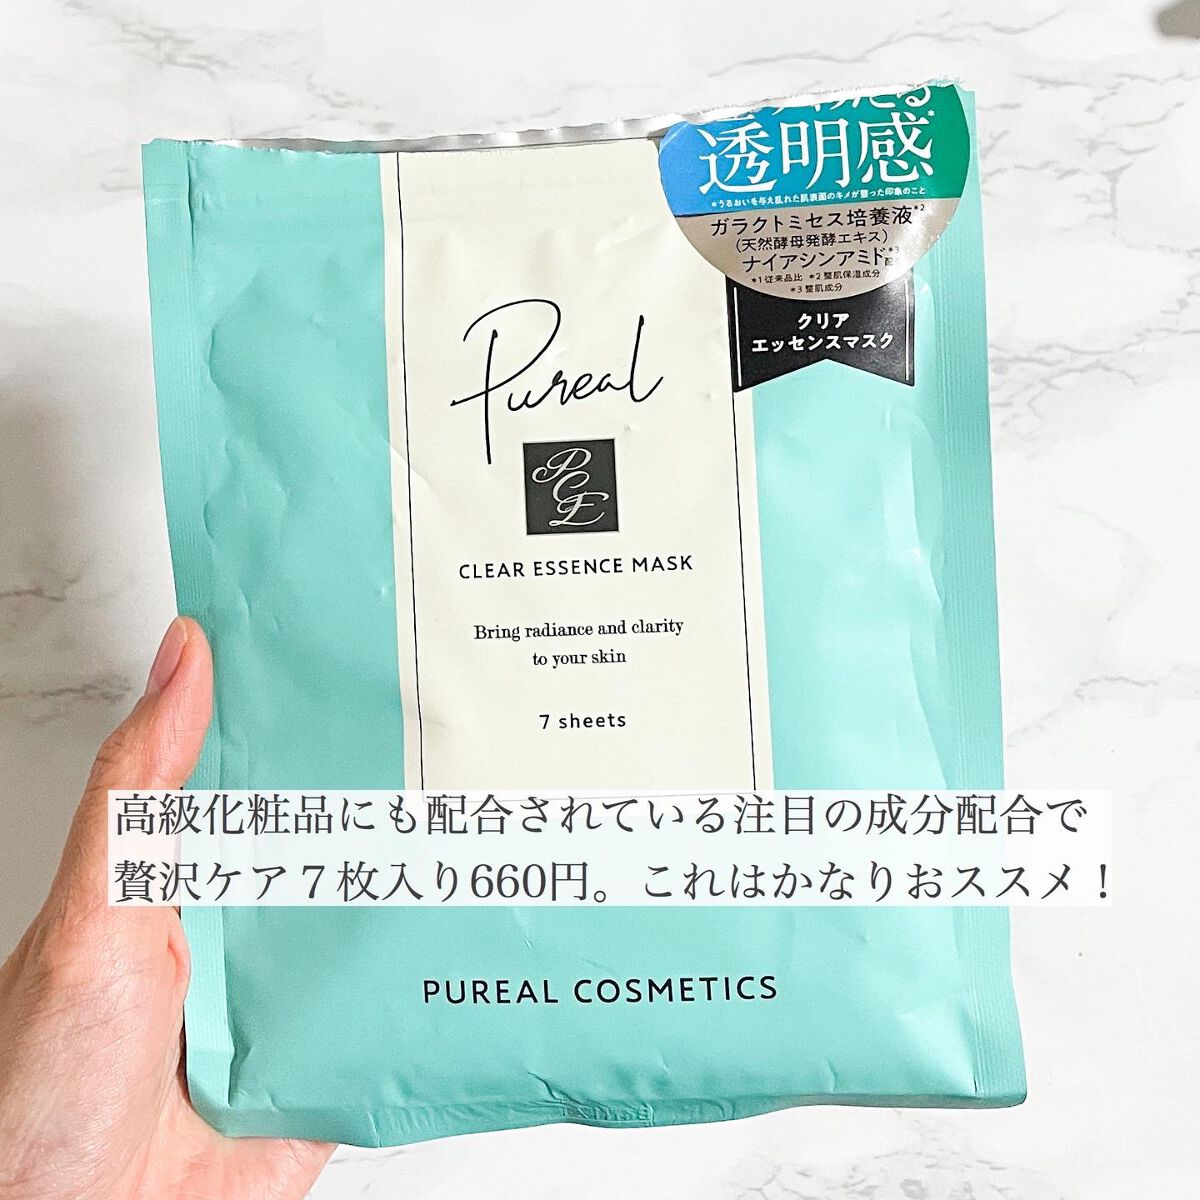 透明感*
*うるおいを与え乱れた肌表面のキメが整った印象のこと
ガラクトミセス培養液*2
(天然酵母発酵エキス)
ナイアシンアミド*3
*1従来品比 *2整肌保湿成分
*3整肌成分
クリア
エッセンスマスク
Pureal
PCE
CLEAR ESSENCE MASK
Bring radiance and clarity
to your skin
7 sheets
高級化粧品にも配合されている注目の成分配合で
贅沢ケア７枚入り660円。これはかなりおススメ！
PUREAL COSMETICS